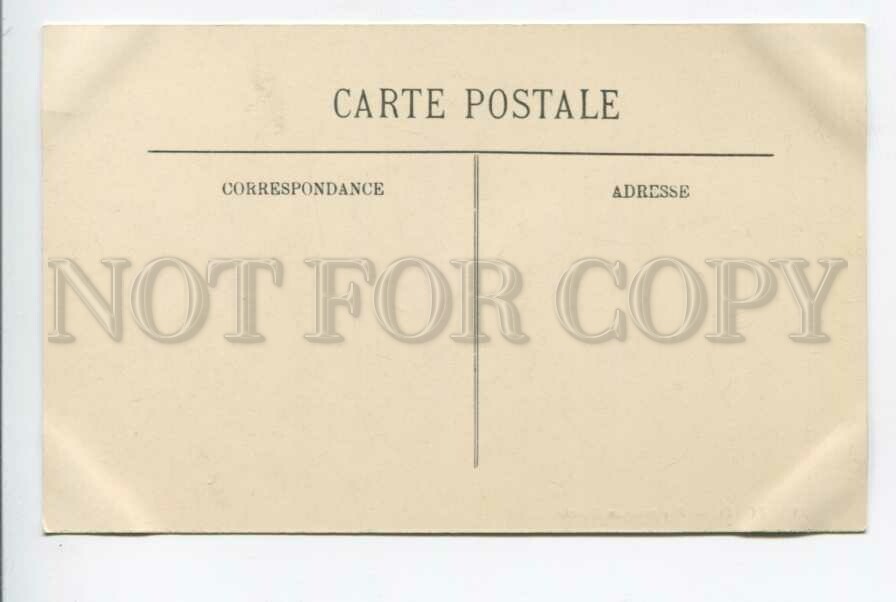 CARTE POSTALE
CORRESPONDANCE
ADRESSE
NOT FOR COPY